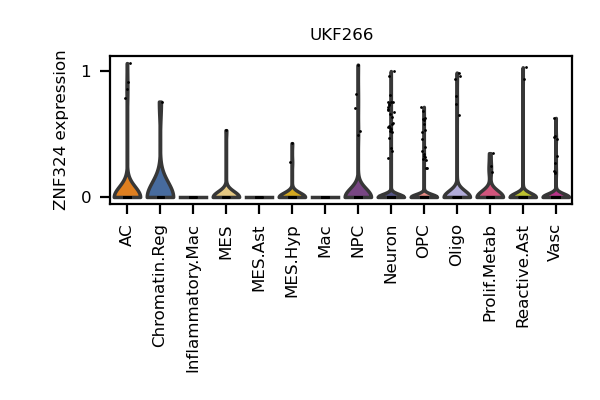 UKF266
ZNF324 expression
1
0
AC
Chromatin.Reg
Inflammatory.Mac
MES
MES.Ast
MES.Hyp
Mac
NPC
Neuron
OPC
Oligo
Prolif.Metab
Reactive.Ast
Vasc